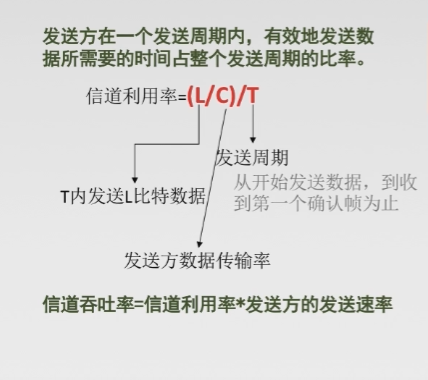 发送方在一个发送周期内，有效地发送数
据所需要的时间占整个发送周期的比率。
信道利用率=(L/C)/T
发送周期
从开始发送数据，到收
到第一个确认帧为止
T内发送L比特数据
发送方数据传输率
信道吞吐率=信道利用率*发送方的发送速率